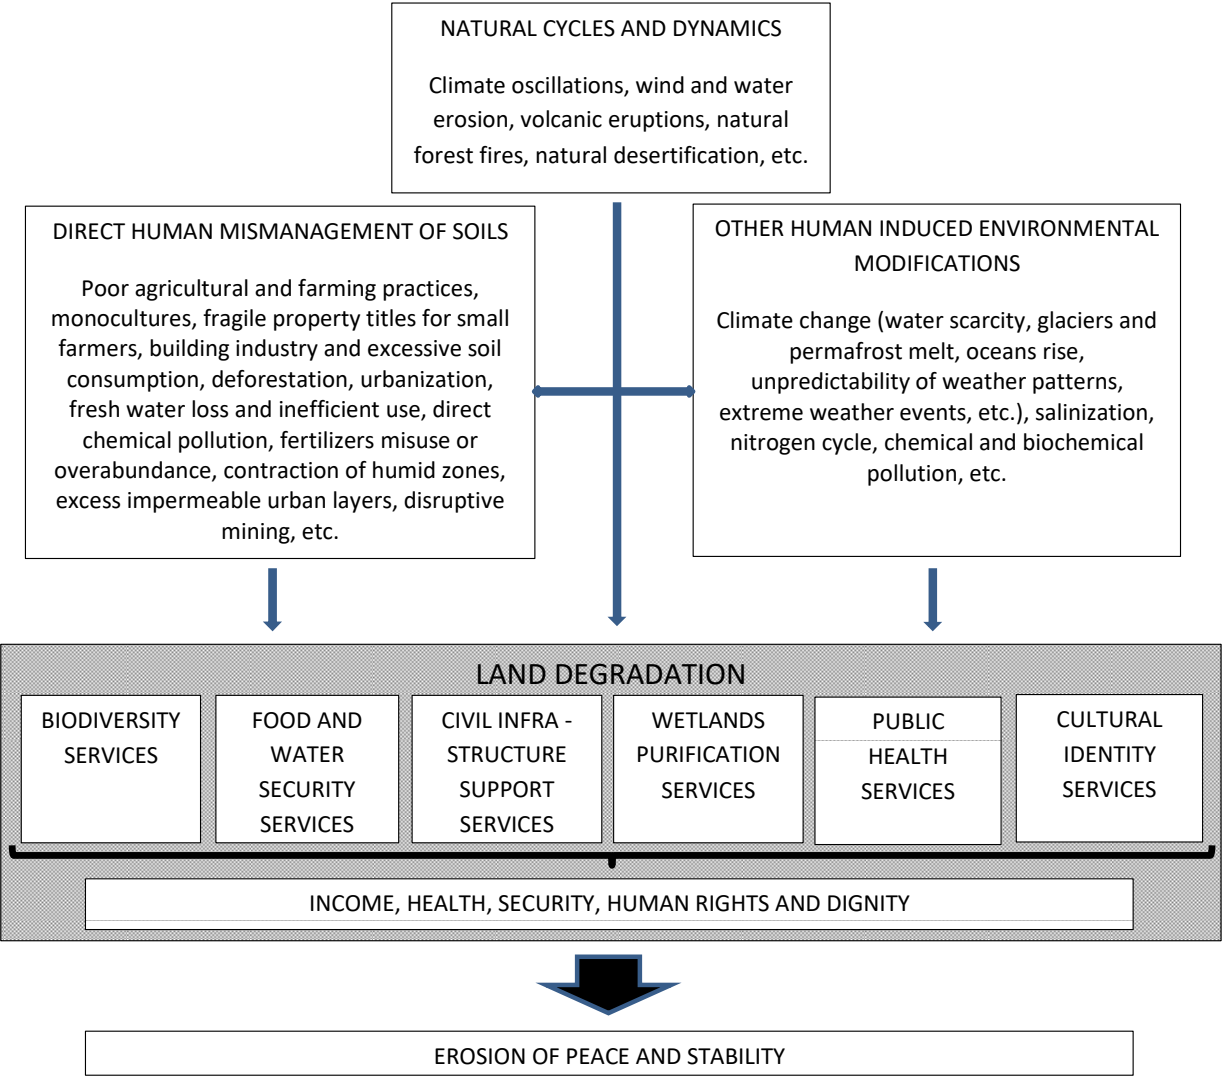 NATURAL CYCLES AND DYNAMICS
Climate oscillations, wind and water
erosion, volcanic eruptions, natural
forest fires, natural desertification, etc.
DIRECT HUMAN MISMANAGEMENT OF SOILS
Poor agricultural and farming practices,
monocultures, fragile property titles for small
farmers, building industry and excessive soil
consumption, deforestation, urbanization,
fresh water loss and inefficient use, direct
chemical pollution, fertilizers misuse or
overabundance, contraction of humid zones,
excess impermeable urban layers, disruptive
mining, etc.
OTHER HUMAN INDUCED ENVIRONMENTAL
MODIFICATIONS
Climate change (water scarcity, glaciers and
permafrost melt, oceans rise,
unpredictability of weather patterns,
extreme weather events, etc.), salinization,
nitrogen cycle, chemical and biochemical
pollution, etc.
LAND DEGRADATION
BIODIVERSITY
SERVICES
FOOD AND
WATER
SECURITY
SERVICES
CIVIL INFRA -
STRUCTURE
SUPPORT
SERVICES
WETLANDS
PURIFICATION
SERVICES
PUBLIC
HEALTH
SERVICES
CULTURAL
IDENTITY
SERVICES
INCOME, HEALTH, SECURITY, HUMAN RIGHTS AND DIGNITY
EROSION OF PEACE AND STABILITY